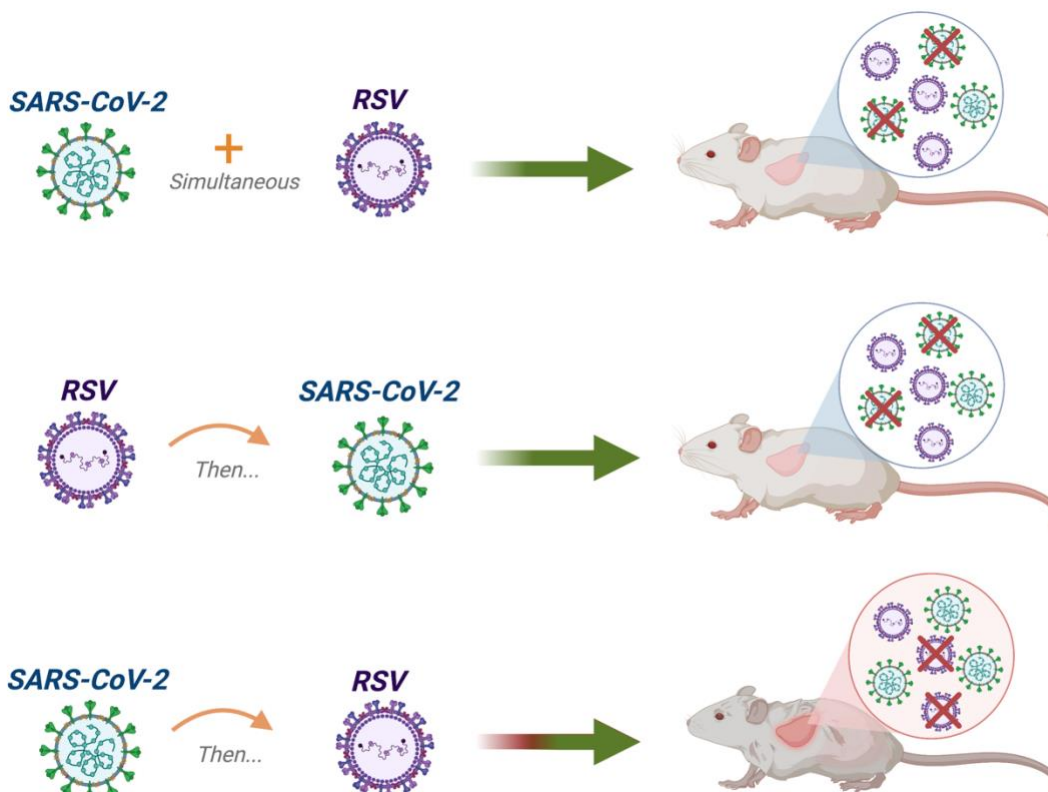 SARS-CoV-2
RSV
+
Simultaneous
RSV
SARS-CoV-2
Then...
SARS-CoV-2
RSV
Then...